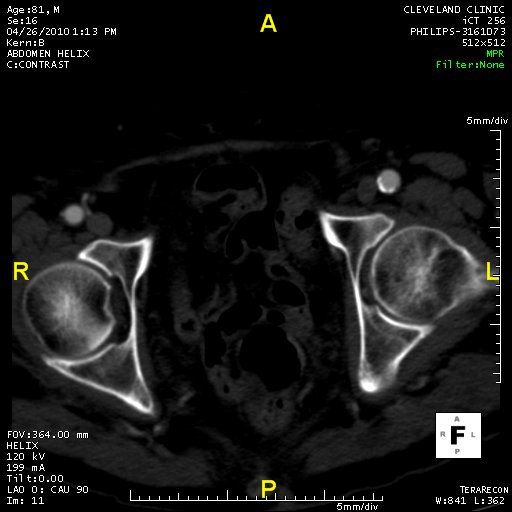 Age:81, M
Se:16
04/26/2010 1:13 PM
Kern:B
ABDOMEN HELIX
C:CONTRAST
A
CLEVELAND CLINIC
iCT 256
PHILIPS-3161D73
512x512
MPR
Filter:None
5mm/div
R
L
FOV:364.00 mm
HELIX
120 kV
199 mA
Tilt:0.00
LAO 0: CAU 90
Im: 11
P
5mm/div
A
R F L
P
TERARECON
W:841 L:362